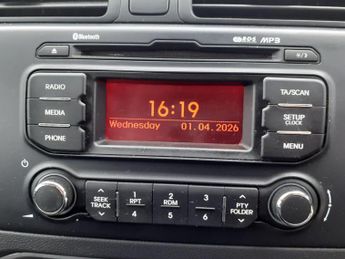 Bluetooth
RDS MP3
RADIO
MEDIA
PHONE
16:19
Wednesday 01.04.2026
TA/SCAN
SETUP
CLOCK
MENU
SEEK
TRACK
1 RPT 4
2 RDM 5
3 / 6
PTY
FOLDER